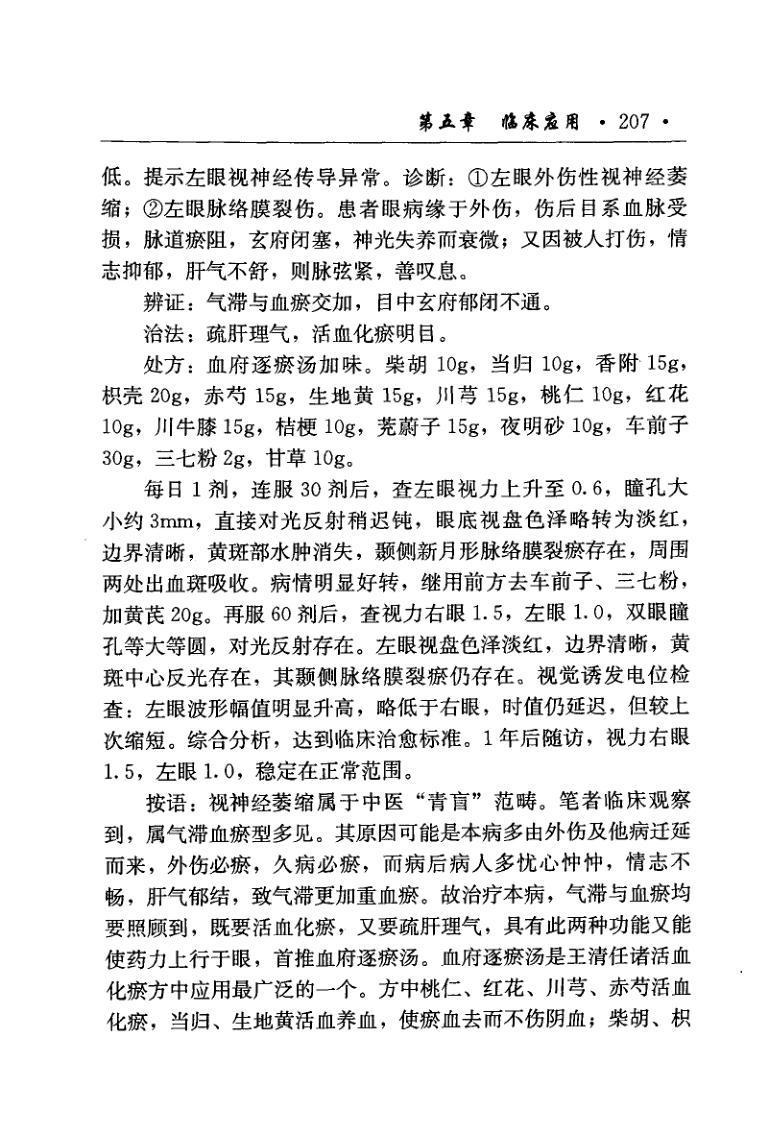 第五章 临床应用 · 207 ·
低。提示左眼视神经传导异常。诊断：①左眼外伤性视神经萎
缩；②左眼脉络膜裂伤。患者眼病缘于外伤，伤后目系血脉受
损，脉道瘀阻，玄府闭塞，神光失养而衰微；又因被人打伤，情
志抑郁，肝气不舒，则脉弦紧，善叹息。
辨证：气滞与血瘀交加，目中玄府郁闭不通。
治法：疏肝理气，活血化瘀明目。
处方：血府逐瘀汤加味。柴胡 10g，当归 10g，香附 15g，
枳壳 20g，赤芍 15g，生地黄 15g，川芎 15g，桃仁 10g，红花
10g，川牛膝 15g，桔梗 10g，茺蔚子 15g，夜明砂 10g，车前子
30g，三七粉 2g，甘草 10g。
每日 1 剂，连服 30 剂后，查左眼视力上升至 0.6，瞳孔大
小约 3mm，直接对光反射稍迟钝，眼底视盘色泽略转为淡红，
边界清晰，黄斑部水肿消失，颞侧新月形脉络膜裂瘀存在，周围
两处出血斑吸收。病情明显好转，继用前方去车前子、三七粉，
加黄芪 20g。再服 60 剂后，查视力右眼 1.5，左眼 1.0，双眼瞳
孔等大等圆，对光反射存在。左眼视盘色泽淡红，边界清晰，黄
斑中心反光存在，其颞侧脉络膜裂瘀仍存在。视觉诱发电位检
查：左眼波形幅值明显升高，略低于右眼，时值仍延迟，但较上
次缩短。综合分析，达到临床治愈标准。1 年后随访，视力右眼
1.5，左眼 1.0，稳定在正常范围。
按语：视神经萎缩属于中医“青盲”范畴。笔者临床观察
到，属气滞血瘀型多见。其原因可能是本病多由外伤及他病迁延
而来，外伤必瘀，久病必瘀，而病后病人多忧心忡忡，情志不
畅，肝气郁结，致气滞更加重血瘀。故治疗本病，气滞与血瘀均
要照顾到，既要活血化瘀，又要疏肝理气，具有此两种功能又能
使药力上行于眼，首推血府逐瘀汤。血府逐瘀汤是王清任诸活血
化瘀方中应用最广泛的一个。方中桃仁、红花、川芎、赤芍活血
化瘀，当归、生地黄活血养血，使瘀血去而不伤阴血；柴胡、枳